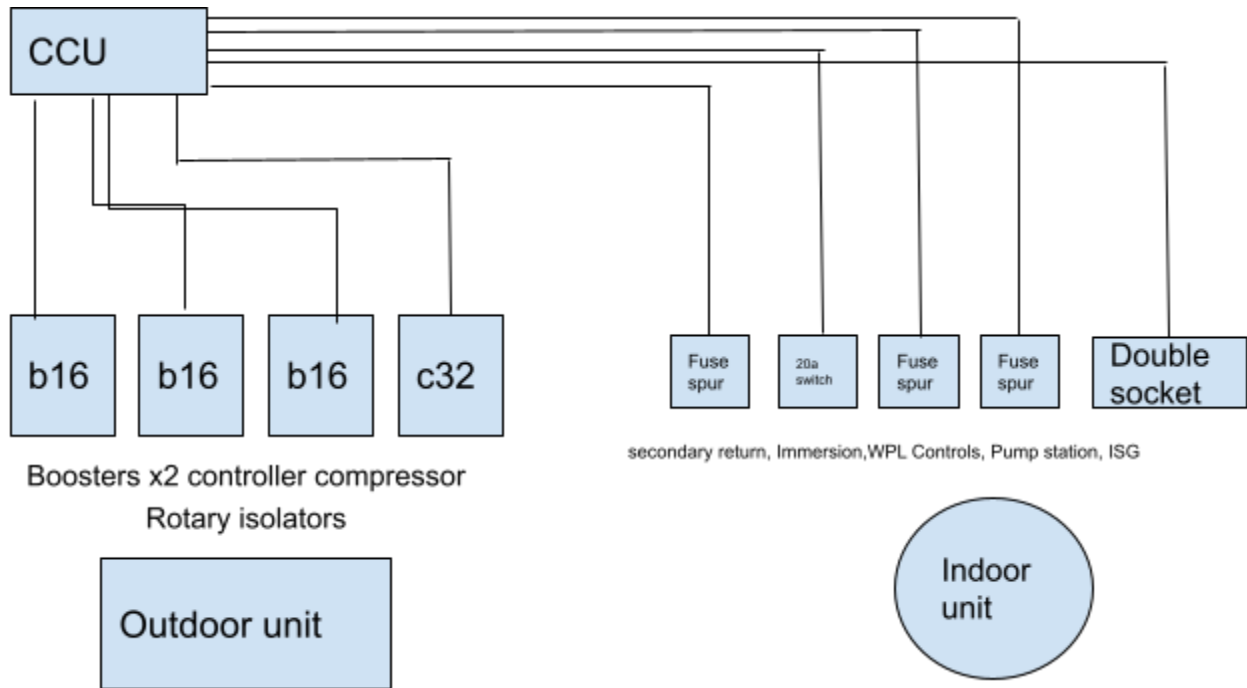 CCU
b16
b16
b16
c32
Fuse
spur
20a
switch
Fuse
spur
Fuse
spur
Double
socket
Boosters x2 controller compressor
Rotary isolators
secondary return, Immersion,WPL Controls, Pump station, ISG
Outdoor unit
Indoor
unit